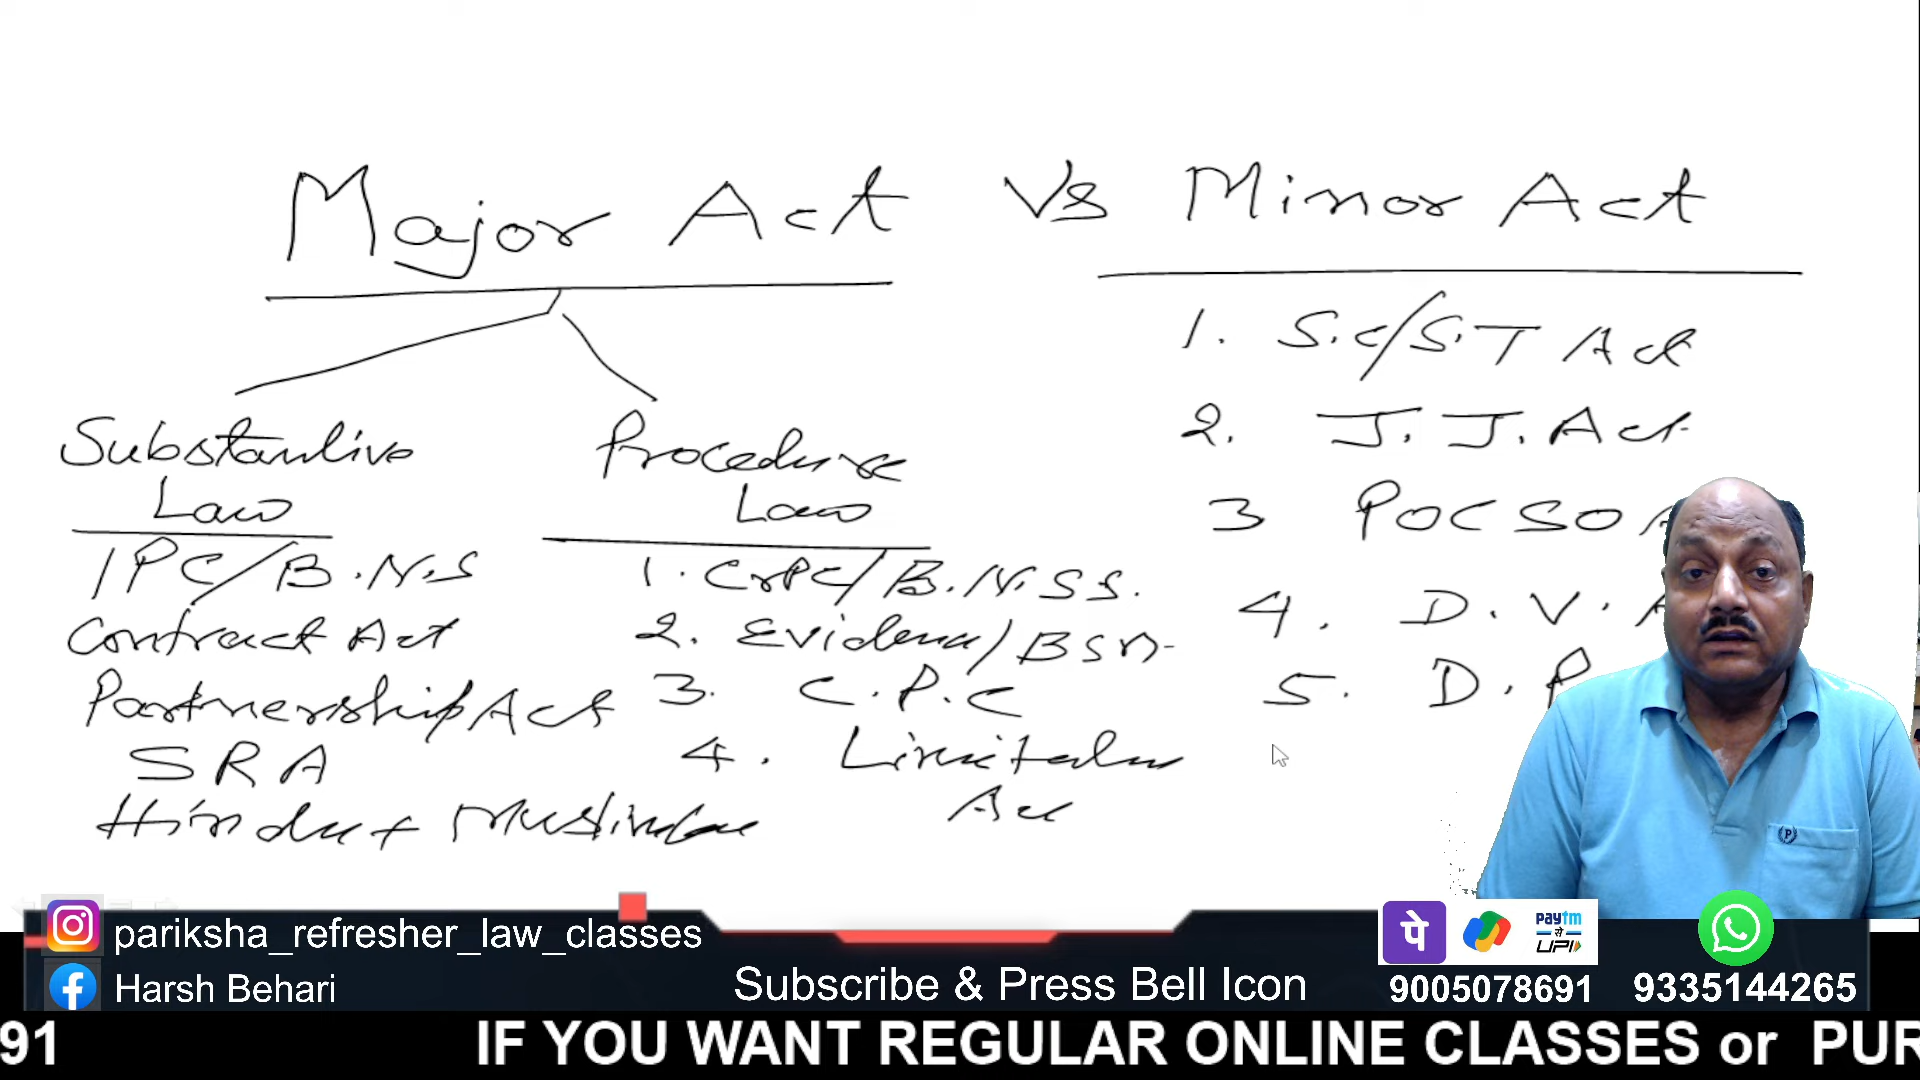 Major Act Vs Minor Act
Substantive
Law
IPC/B.N.S
Contract Act
Partnership Act
SRA
Hindu + Muslim law
Procedure
Law
1. CrPC/B.N.S.S.
2. Evidence/BSA
3. C.P.C
4. Limitation
Act
1. S.C/S.T Act
2. J.J. Act
3 POCSO A
4. D.V. A
5. D.P
pariksha_refresher_law_classes
Harsh Behari
Subscribe & Press Bell Icon
पे
paytm
से
UPI
9005078691
9335144265
91 IF YOU WANT REGULAR ONLINE CLASSES or PUR